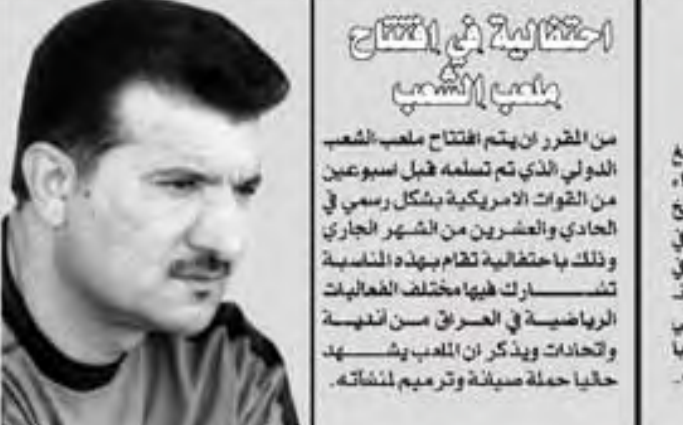 احتفالية في افتتاح
ملعب الشعب
من المقرر ان يتم افتتاح ملعب الشعب
الدولي الذي تم تسلمه قبل اسبوعين
من القوات الامريكية بشكل رسمي في
الحادي والعشرين من الشهر الجاري
وذلك باحتفالية تقام بهذه المناسبة
تشارك فيها مختلف الفعاليات
الرياضية في العراق من اندية
واتحادات ويذكر ان الملعب يشهد
حاليا حملة صيانة وترميم لمنشآته.